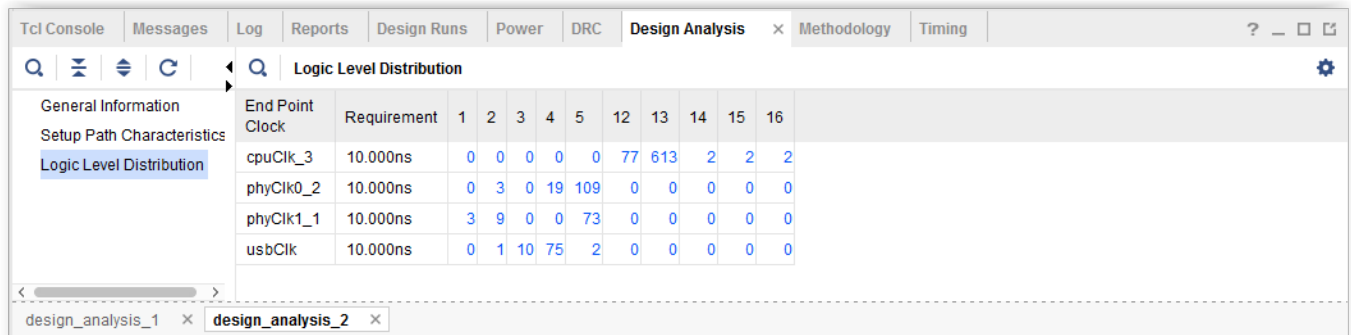 Tcl Console Messages Log Reports Design Runs Power DRC Design Analysis × Methodology Timing ?
Logic Level Distribution
General Information
Setup Path Characteristics
Logic Level Distribution
End Point Clock Requirement 1 2 3 4 5 12 13 14 15 16
cpuClk_3 10.000ns 0 0 0 0 0 77 613 2 2 2
phyClk0_2 10.000ns 0 3 0 19 109 0 0 0 0 0
phyClk1_1 10.000ns 3 9 0 0 73 0 0 0 0 0
usbClk 10.000ns 0 1 10 75 2 0 0 0 0 0
design_analysis_1 × design_analysis_2 ×